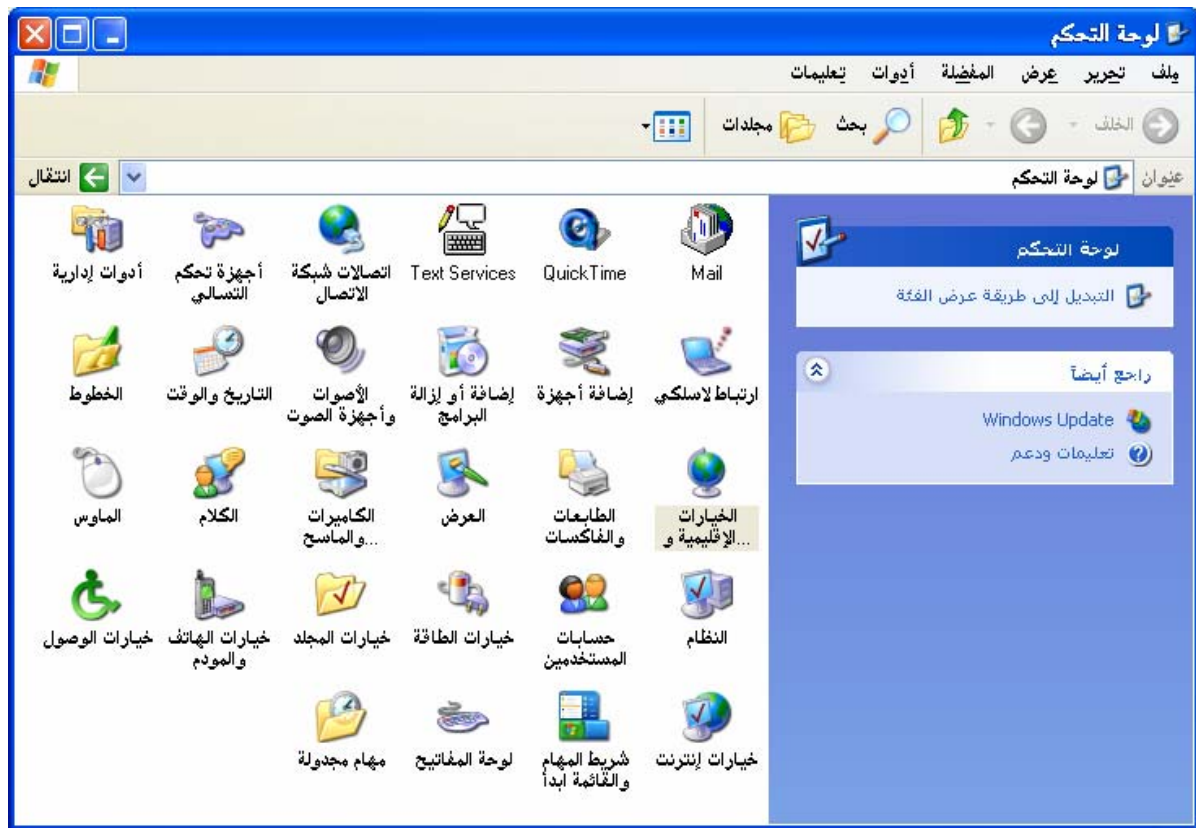 لوحة التحكم
ملف تحرير عرض المفضلة أدوات تعليمات
الخلف بحث مجلدات
عنوان لوحة التحكم انتقال
لوحة التحكم
التبديل إلى طريقة عرض الفئة
راجع أيضاً
Windows Update
تعليمات ودعم
Mail
QuickTime
Text Services
اتصالات شبكة
الاتصال
أجهزة تحكم
التسالي
أدوات إدارية
ارتباط لاسلكي
إضافة أجهزة
إضافة أو إزالة
البرامج
الأصوات
وأجهزة الصوت
التاريخ والوقت
الخطوط
الخيارات
الإقليمية و...
الطابعات
والفاكسات
العرض
الكاميرات
والماسح...
الكلام
الماوس
النظام
حسابات
المستخدمين
خيارات الطاقة
خيارات المجلد
خيارات الهاتف
والمودم
خيارات الوصول
خيارات إنترنت
شريط المهام
والقائمة ابدأ
لوحة المفاتيح
مهام مجدولة